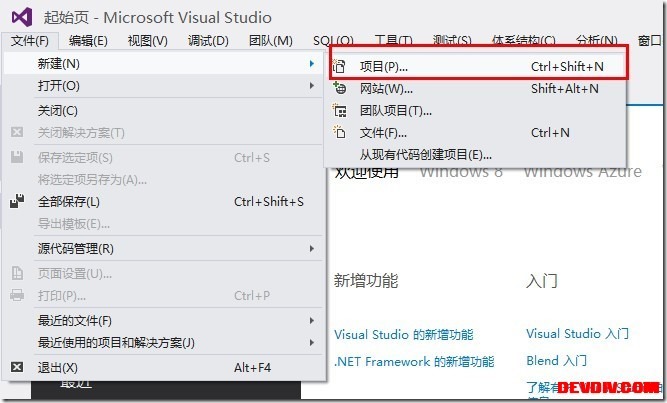 起始页 - Microsoft Visual Studio
文件(F) 编辑(E) 视图(V) 调试(D) 团队(M) SQL(Q) 工具(T) 测试(S) 体系结构(C) 分析(N) 窗口
新建(N)
项目(P)... Ctrl+Shift+N
打开(O)
网站(W)... Shift+Alt+N
关闭(C)
团队项目(T)...
关闭解决方案(T)
文件(F)... Ctrl+N
保存选定项(S) Ctrl+S
从现有代码创建项目(E)...
将选定项另存为(A)...
欢迎使用 Windows 8 Windows Azure
全部保存(L) Ctrl+Shift+S
导出模板(E)...
源代码管理(R)
页面设置(U)...
新增功能 入门
打印(P)... Ctrl+P
最近的文件(F)
Visual Studio 的新增功能 Visual Studio 入门
最近使用的项目和解决方案(J)
.NET Framework 的新增功能 Blend 入门
退出(X) Alt+F4
最近
了解有
DEVDIV.COM